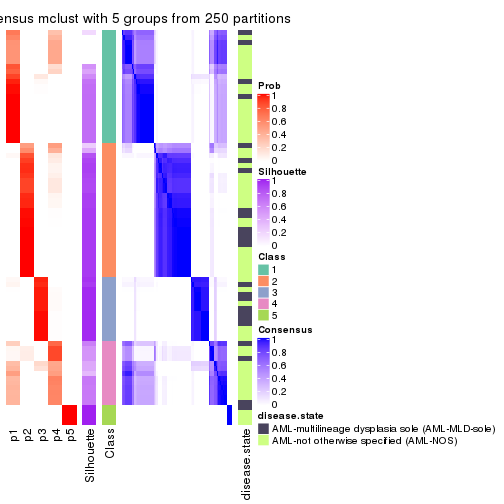 ensus mclust with 5 groups from 250 partitions
Prob
1
0.8
0.6
0.4
0.2
0
Silhouette
1
0.8
0.6
0.4
0.2
0
Class
1
2
3
4
5
Consensus
1
0.8
0.6
0.4
0.2
0
disease.state
AML-multilineage dysplasia sole (AML-MLD-sole)
AML-not otherwise specified (AML-NOS)
p1
p2
p3
p4
p5
Silhouette
Class
disease.state